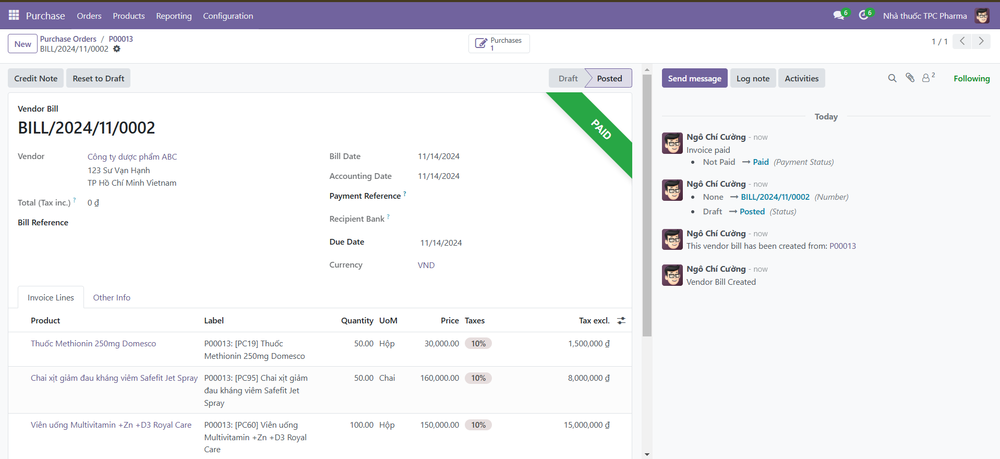 Purchase Orders Products Reporting Configuration 6 6 Nhà thuốc TPC Pharma
New Purchase Orders / P00013
BILL/2024/11/0002
Purchases
1
1 / 1
Credit Note Reset to Draft Draft Posted
Send message Log note Activities 2 Following
PAID
Vendor Bill
BILL/2024/11/0002
Vendor Công ty dược phẩm ABC
123 Sư Vạn Hạnh
TP Hồ Chí Minh Vietnam
Total (Tax inc.) ? 0 ₫
Bill Reference
Bill Date 11/14/2024
Accounting Date 11/14/2024
Payment Reference ?
Recipient Bank ?
Due Date 11/14/2024
Currency VND
Invoice Lines Other Info
Product Label Quantity UoM Price Taxes Tax excl.
Thuốc Methionin 250mg Domesco P00013: [PC19] Thuốc 50.00 Hộp 30,000.00 10% 1,500,000 ₫
Methionin 250mg Domesco
Chai xịt giảm đau kháng viêm Safefit Jet Spray P00013: [PC95] Chai xịt giảm 50.00 Chai 160,000.00 10% 8,000,000 ₫
đau kháng viêm Safefit Jet
Spray
Viên uống Multivitamin +Zn +D3 Royal Care P00013: [PC60] Viên uống 100.00 Hộp 150,000.00 10% 15,000,000 ₫
Multivitamin +Zn +D3 Royal
Care
Today
Ngô Chí Cường - now
Invoice paid
• Not Paid → Paid (Payment Status)
Ngô Chí Cường - now
• None → BILL/2024/11/0002 (Number)
• Draft → Posted (Status)
Ngô Chí Cường - now
This vendor bill has been created from: P00013
Ngô Chí Cường - now
Vendor Bill Created